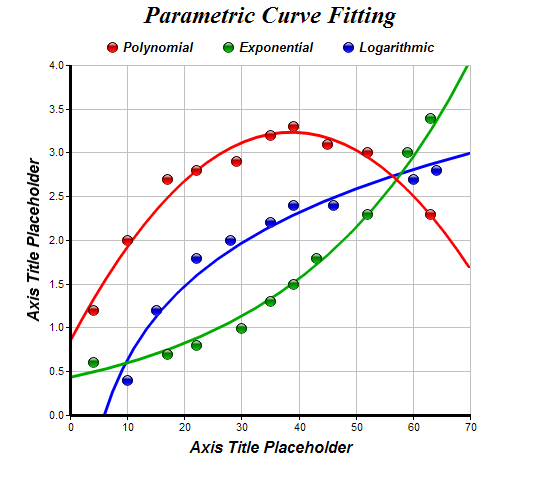 Parametric Curve Fitting
Polynomial Exponential Logarithmic
Axis Title Placeholder
4.0
3.5
3.0
2.5
2.0
1.5
1.0
0.5
0.0
0 10 20 30 40 50 60 70
Axis Title Placeholder